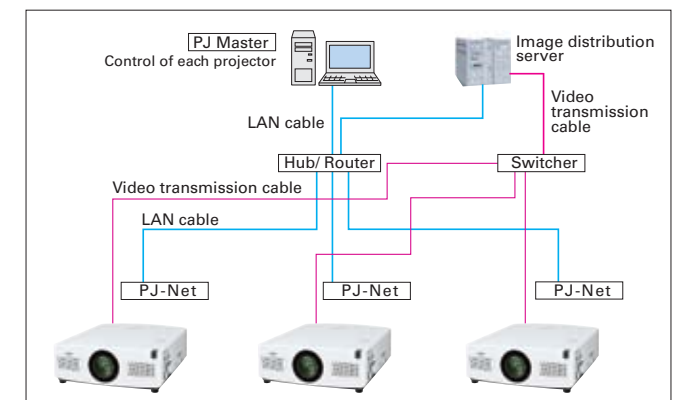 PJ Master
Control of each projector
Image distribution
server
Video
transmission
cable
LAN cable
Hub/ Router
Switcher
Video transmission cable
LAN cable
PJ-Net
PJ-Net
PJ-Net